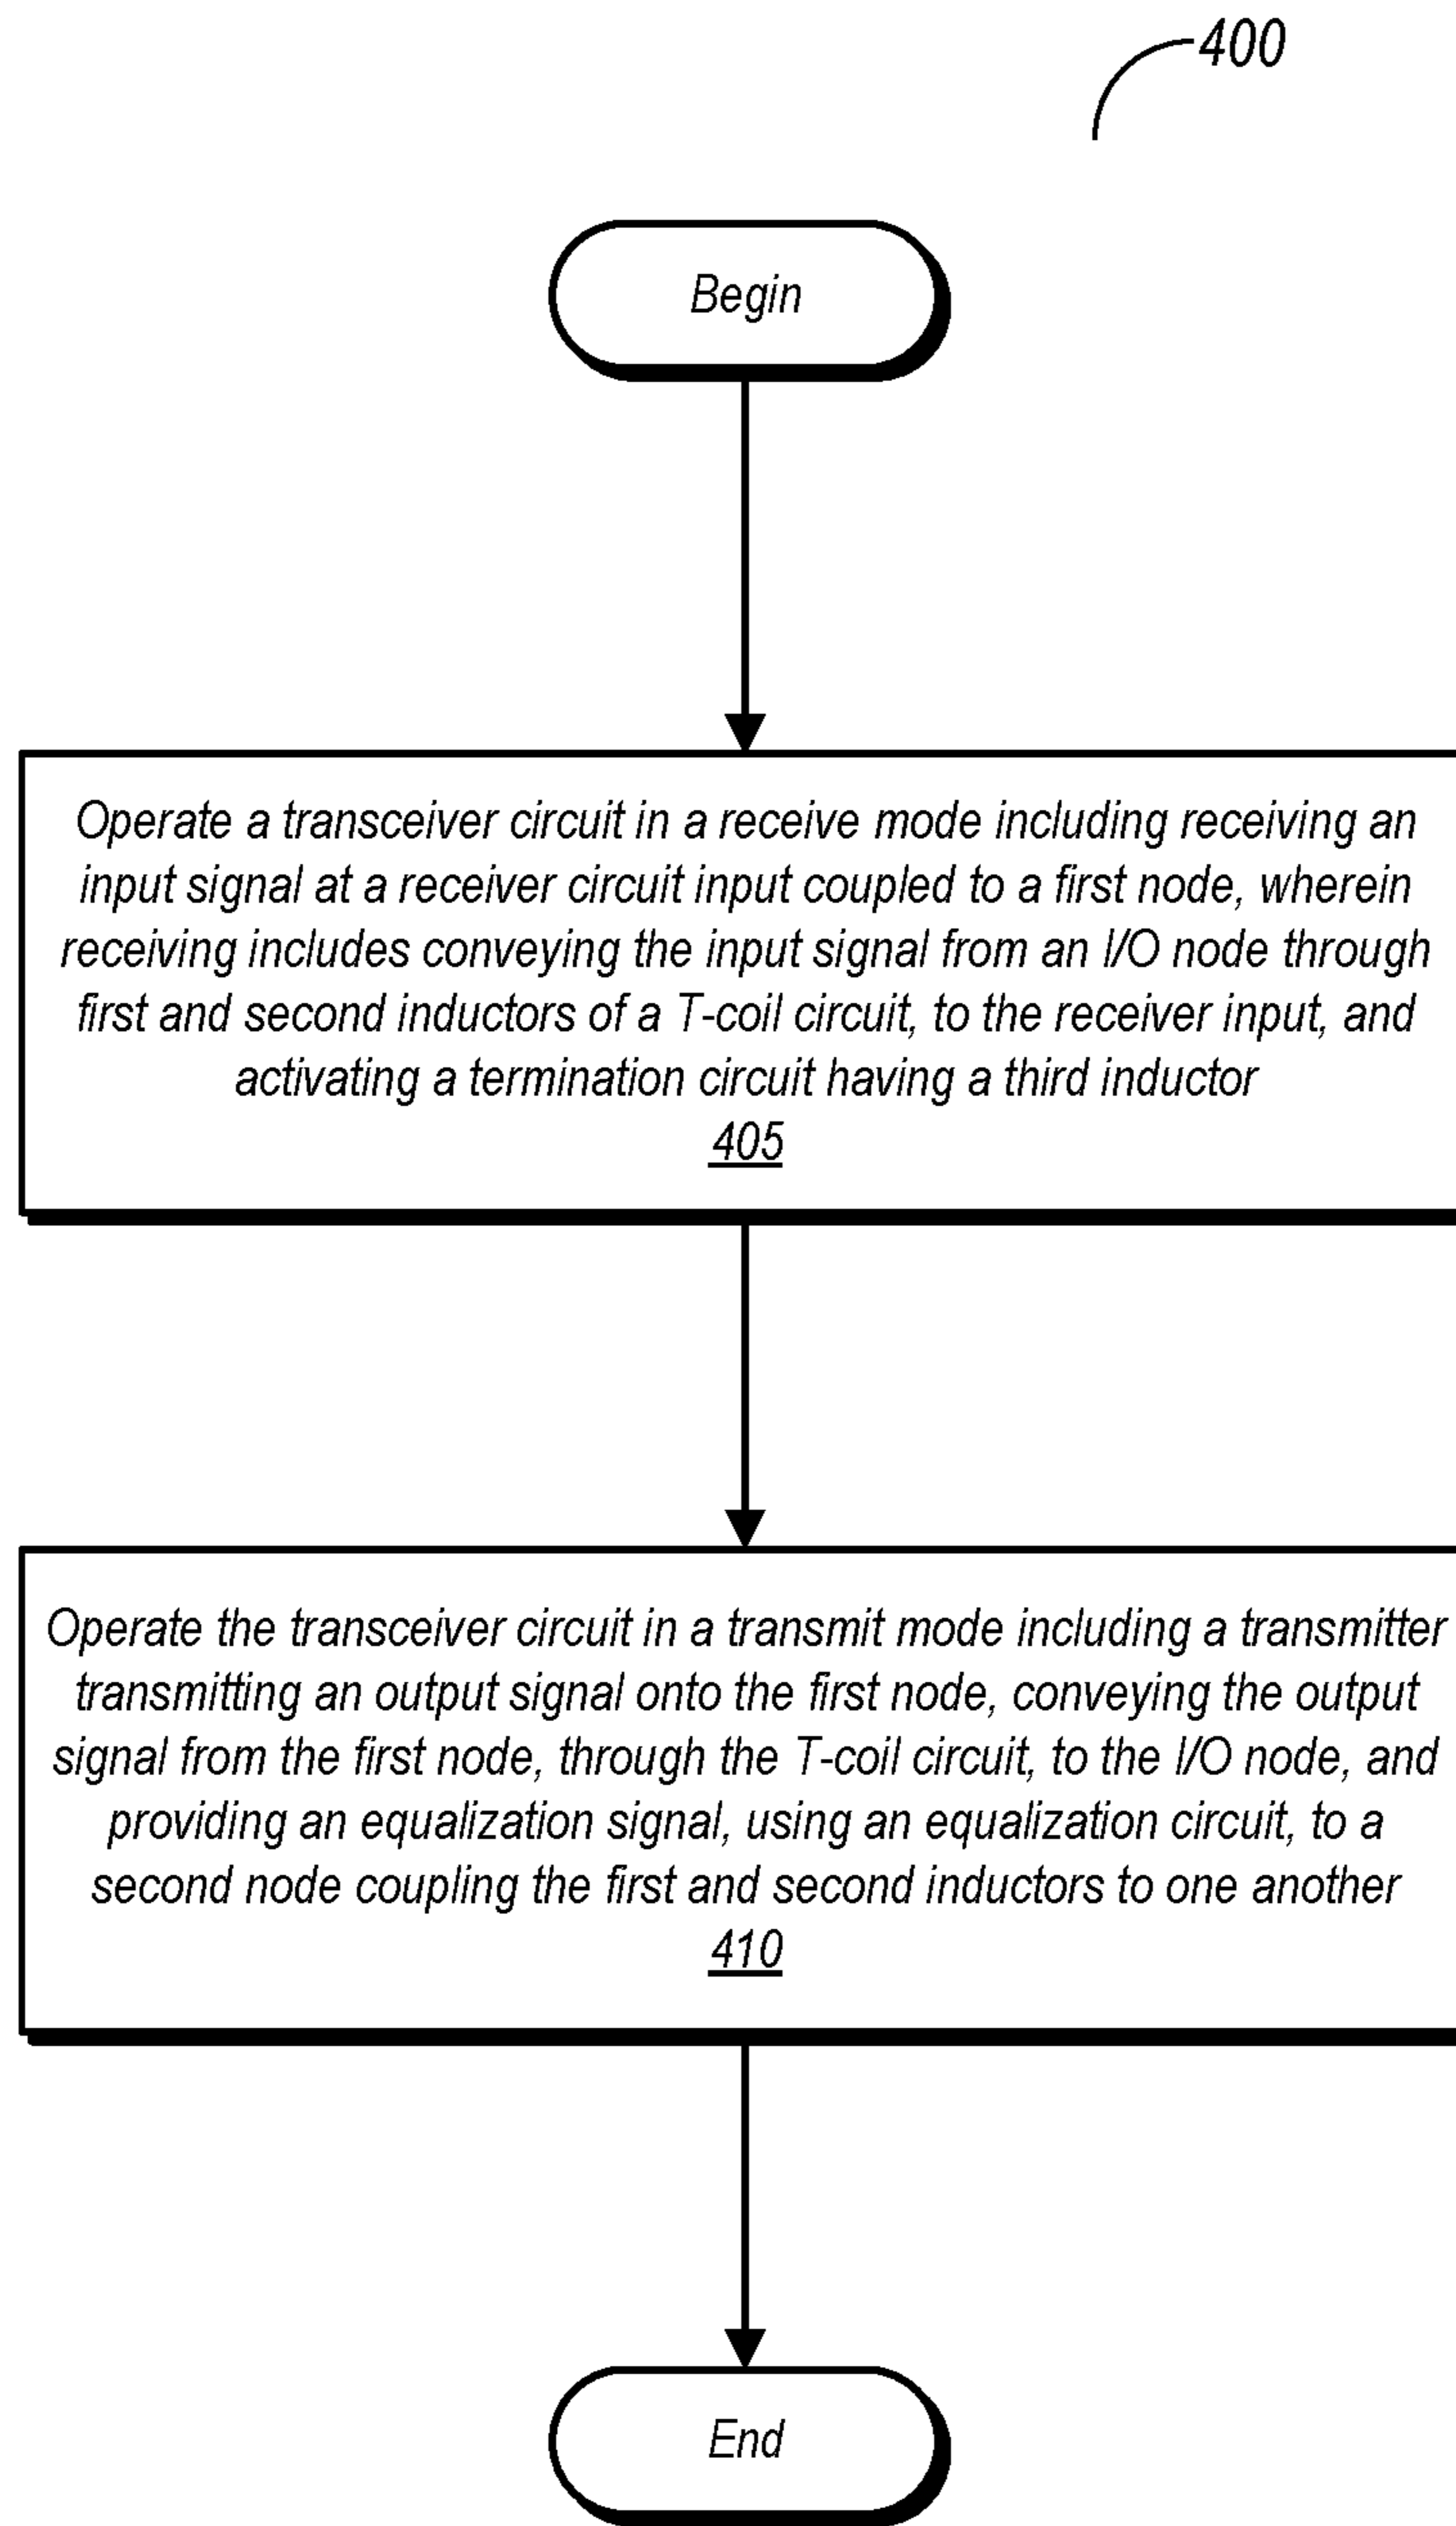 400
Begin
Operate a transceiver circuit in a receive mode including receiving an
input signal at a receiver circuit input coupled to a first node, wherein
receiving includes conveying the input signal from an I/O node through
first and second inductors of a T-coil circuit, to the receiver input, and
activating a termination circuit having a third inductor
405
Operate the transceiver circuit in a transmit mode including a transmitter
transmitting an output signal onto the first node, conveying the output
signal from the first node, through the T-coil circuit, to the I/O node, and
providing an equalization signal, using an equalization circuit, to a
second node coupling the first and second inductors to one another
410
End